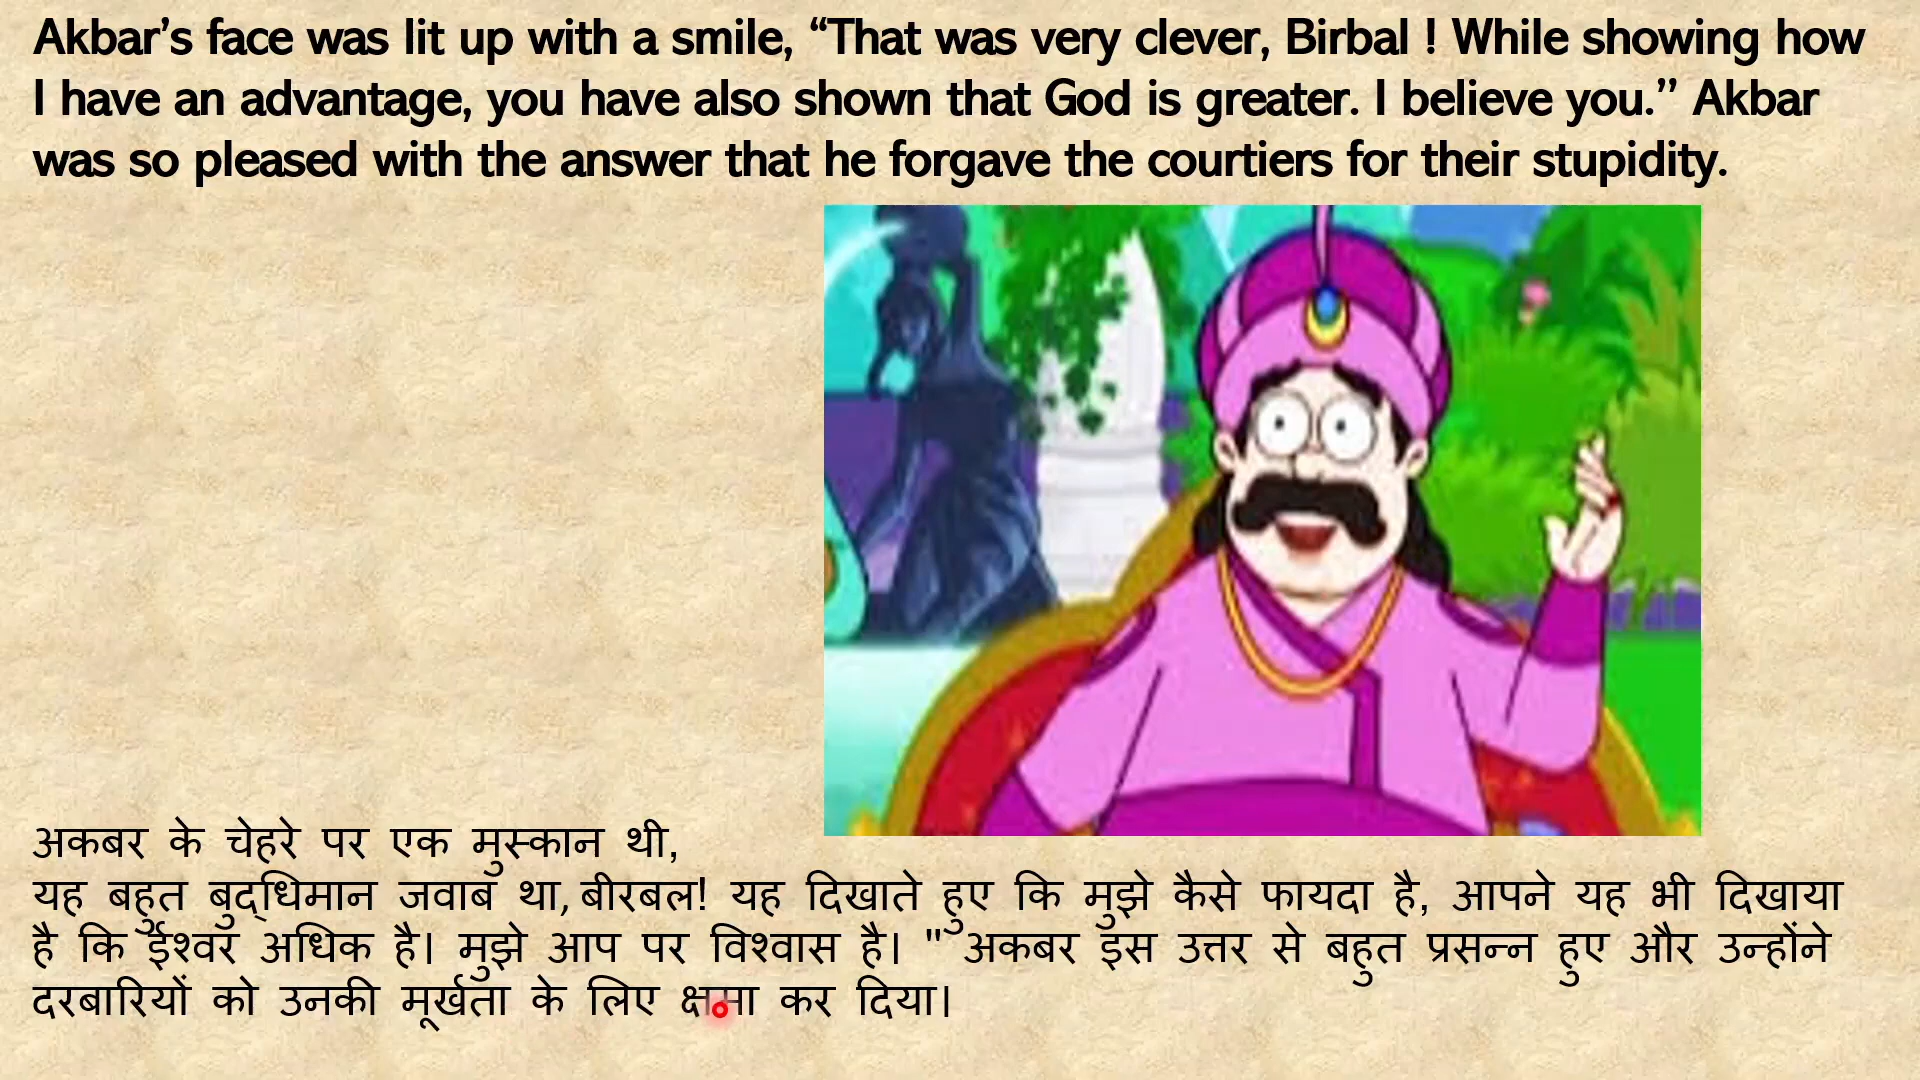 Akbar’s face was lit up with a smile, “That was very clever, Birbal ! While showing how
I have an advantage, you have also shown that God is greater. I believe you.” Akbar
was so pleased with the answer that he forgave the courtiers for their stupidity.
अकबर के चेहरे पर एक मुस्कान थी,
यह बहुत बुद्धिमान जवाब था, बीरबल! यह दिखाते हुए कि मुझे कैसे फायदा है, आपने यह भी दिखाया
है कि ईश्वर अधिक है। मुझे आप पर विश्वास है। " अकबर इस उत्तर से बहुत प्रसन्न हुए और उन्होंने
दरबारियों को उनकी मूर्खता के लिए क्षमा कर दिया।